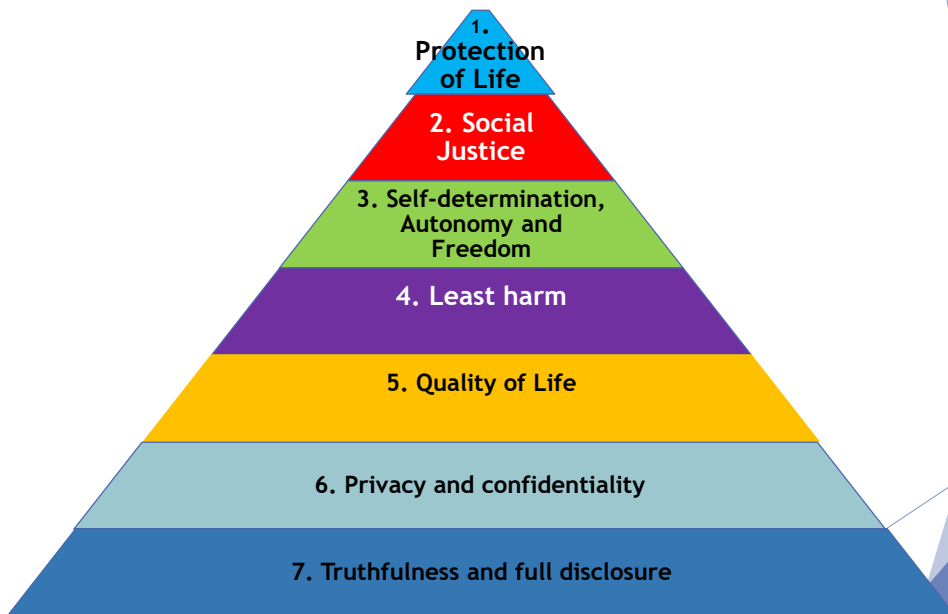 1.
Protection
of Life
2. Social
Justice
3. Self-determination,
Autonomy and
Freedom
4. Least harm
5. Quality of Life
6. Privacy and confidentiality
7. Truthfulness and full disclosure